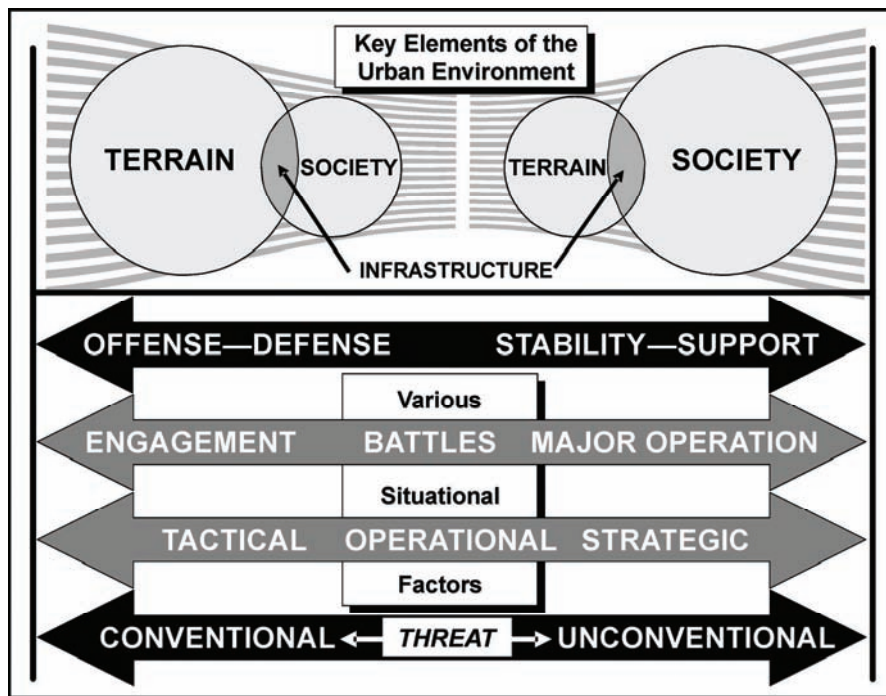 Key Elements of the
Urban Environment
TERRAIN
SOCIETY
TERRAIN
SOCIETY
INFRASTRUCTURE
OFFENSE—DEFENSE
STABILITY—SUPPORT
Various
ENGAGEMENT
BATTLES
MAJOR OPERATION
Situational
TACTICAL
OPERATIONAL
STRATEGIC
Factors
CONVENTIONAL
THREAT
UNCONVENTIONAL